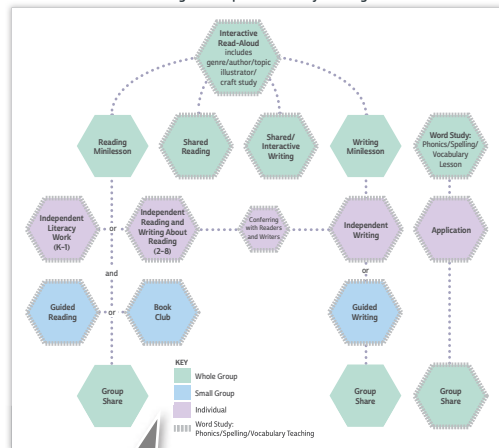 Interactive
Read-Aloud
includes
genre/author/topic
illustrator/
craft study
Reading
Minilesson
Shared
Reading
Shared/
Interactive
Writing
Writing
Minilesson
Word Study:
Phonics/Spelling/
Vocabulary
Lesson
Independent
Literacy
Work
(K–1)
or
Independent
Reading and
Writing About
Reading
(2–8)
Conferring
with Readers
and Writers
Independent
Writing
Application
and
or
Guided
Reading
or
Book
Club
Guided
Writing
Group
Share
KEY
Whole Group
Small Group
Individual
Word Study:
Phonics/Spelling/Vocabulary Teaching
Group
Share
Group
Share